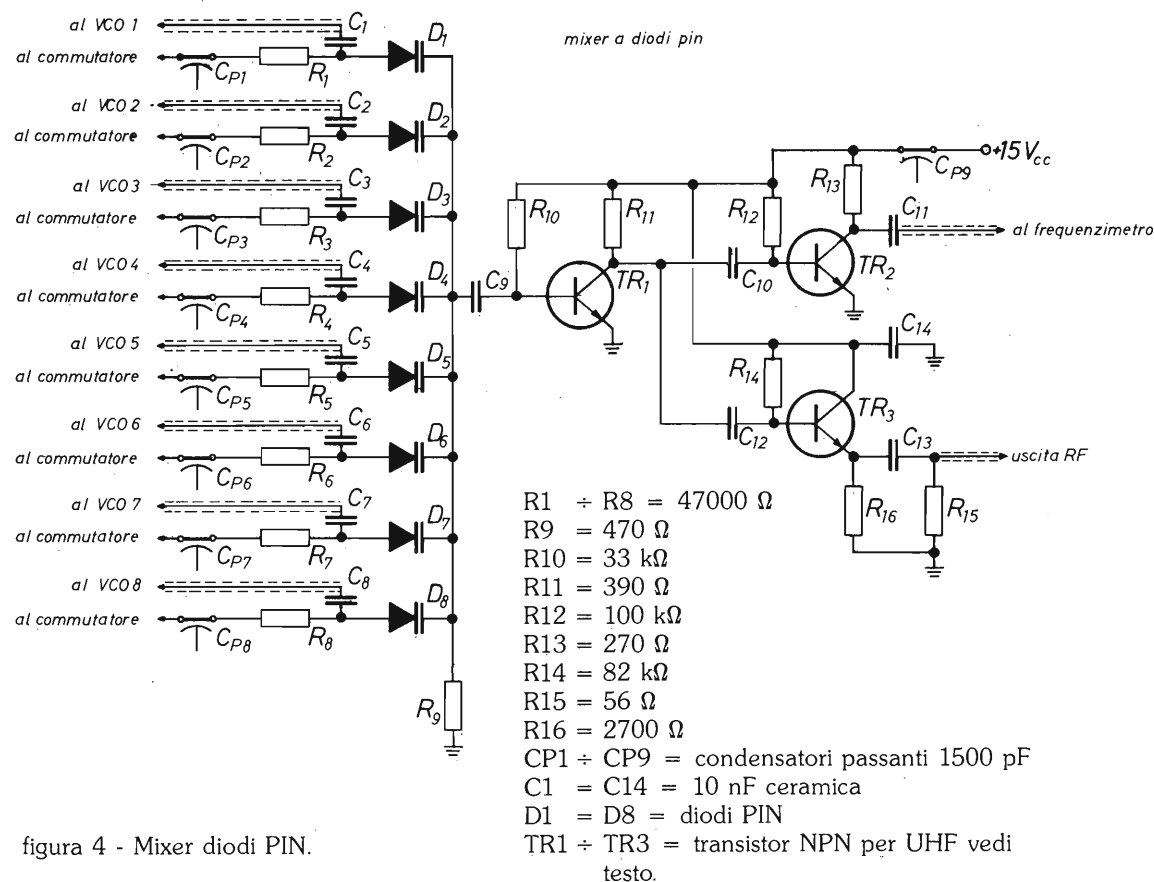 mixer a diodi pin
al VCO 1
C1
D1
al commutatore
CP1
R1
al VCO 2
C2
D2
al commutatore
CP2
R2
al VCO 3
C3
D3
al commutatore
CP3
R3
al VCO 4
C4
D4
al commutatore
CP4
R4
al VCO 5
C5
D5
al commutatore
CP5
R5
al VCO 6
C6
D6
al commutatore
CP6
R6
al VCO 7
C7
D7
al commutatore
CP7
R7
al VCO 8
C8
D8
al commutatore
CP8
R8
R9
C9
R10
R11
TR1
R12
C10
R13
CP9
+15Vcc
C11
al frequenzimetro
TR2
C14
R14
TR3
C12
C13
uscita RF
R16
R15
R1 ÷ R8 = 47000 Ω
R9 = 470 Ω
R10 = 33 kΩ
R11 = 390 Ω
R12 = 100 kΩ
R13 = 270 Ω
R14 = 82 kΩ
R15 = 56 Ω
R16 = 2700 Ω
CP1 ÷ CP9 = condensatori passanti 1500 pF
C1 = C14 = 10 nF ceramica
D1 = D8 = diodi PIN
TR1 ÷ TR3 = transistor NPN per UHF vedi
testo.
figura 4 - Mixer diodi PIN.